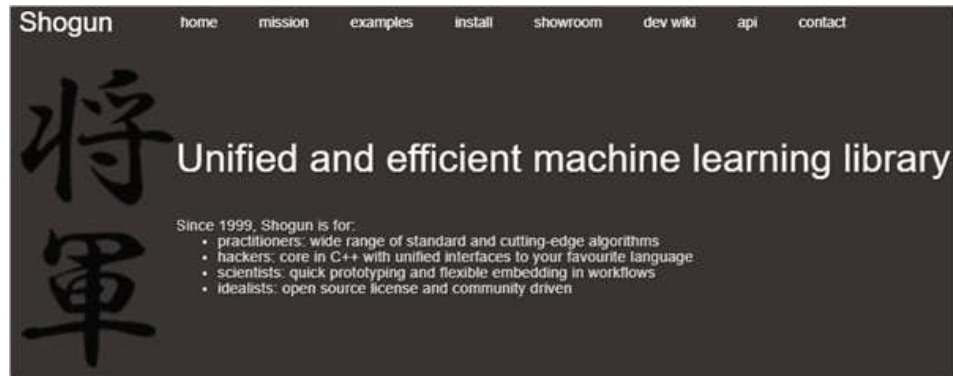 Shogun home mission examples install showroom dev wiki api contact
将
軍
Unified and efficient machine learning library
Since 1999, Shogun is for:
• practitioners: wide range of standard and cutting-edge algorithms
• hackers: core in C++ with unified interfaces to your favourite language
• scientists: quick prototyping and flexible embedding in workflows
• idealists: open source license and community driven